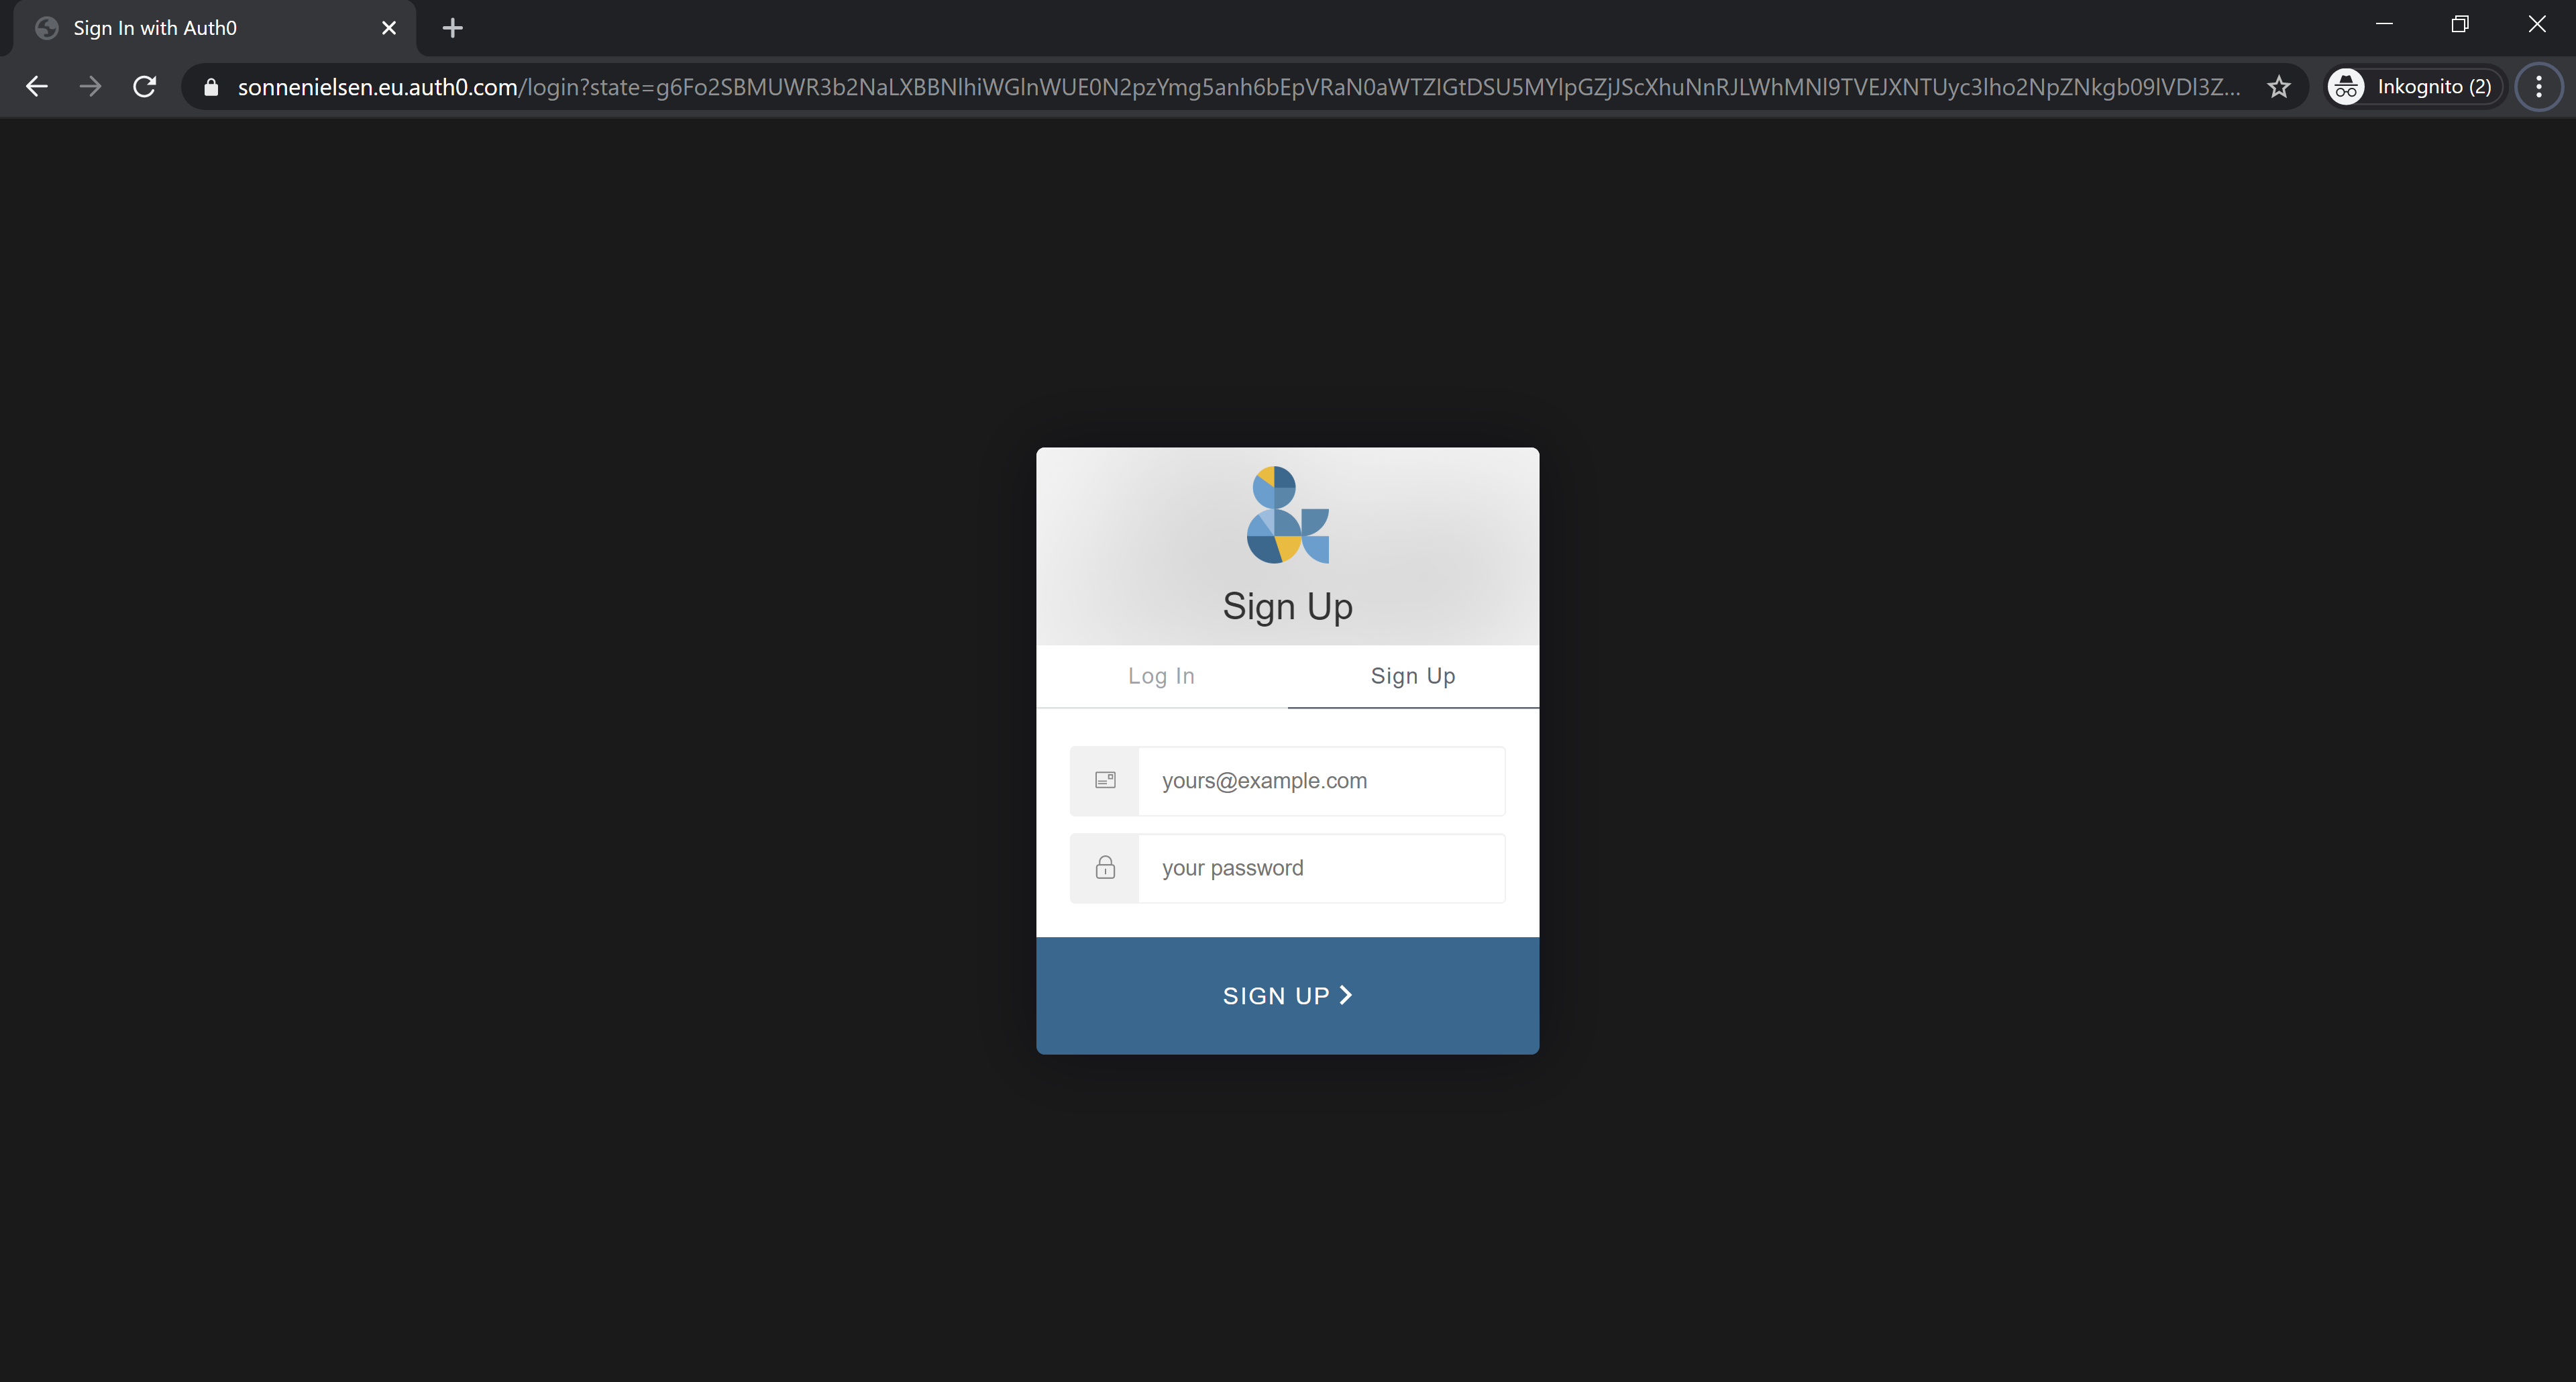 Sign In with Auth0
sonnenielsen.eu.auth0.com/login?state=g6Fo2SBMUWR3b2NaLXBBNlhiWGlnWUE0N2pzYmg5anh6bEpVRaN0aWTZIGtDSU5MYlpGZjJScXhuNnRJLWhMNl9TVEJXNTUyc3lho2NpZNkgb09lVDl3Z...
Inkognito (2)
Sign Up
Log In
Sign Up
yours@example.com
your password
SIGN UP